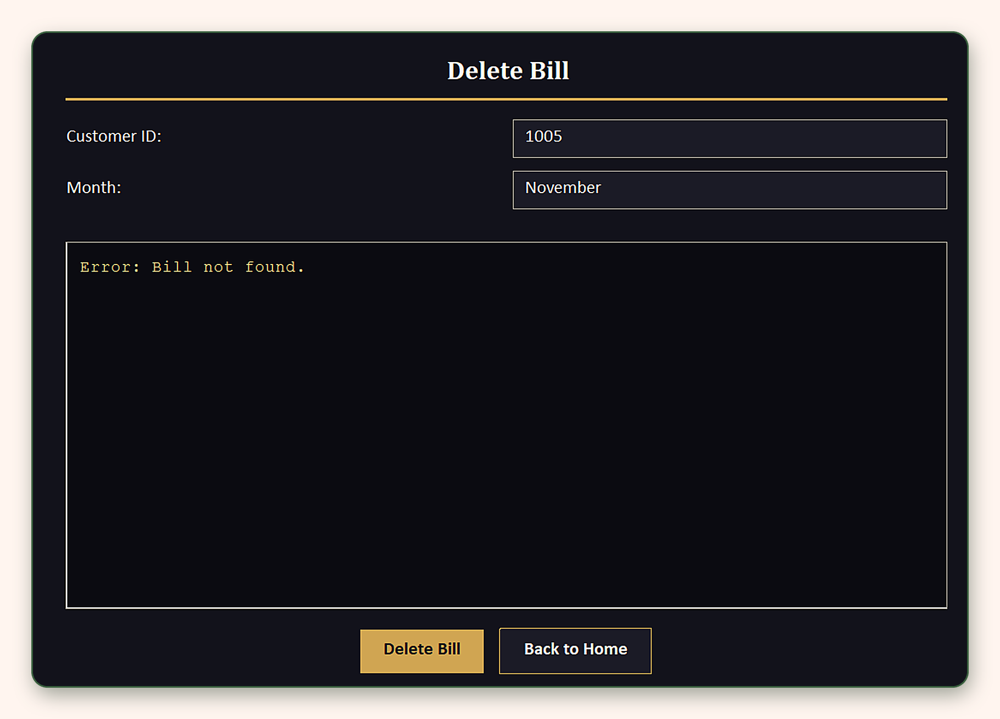 Delete Bill
Customer ID: 1005
Month: November
Error: Bill not found.
Delete Bill Back to Home